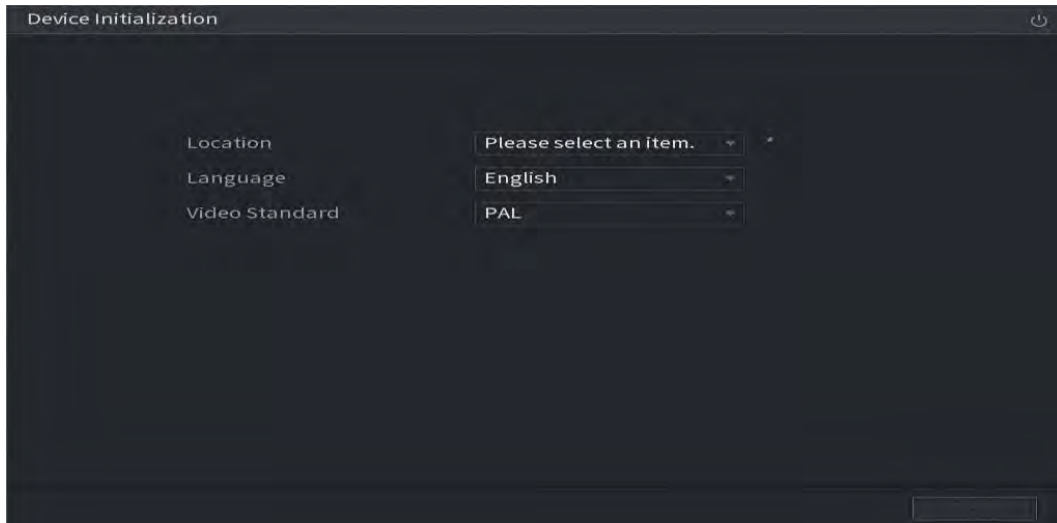 Device Initialization
Location Please select an item. *
Language English
Video Standard PAL